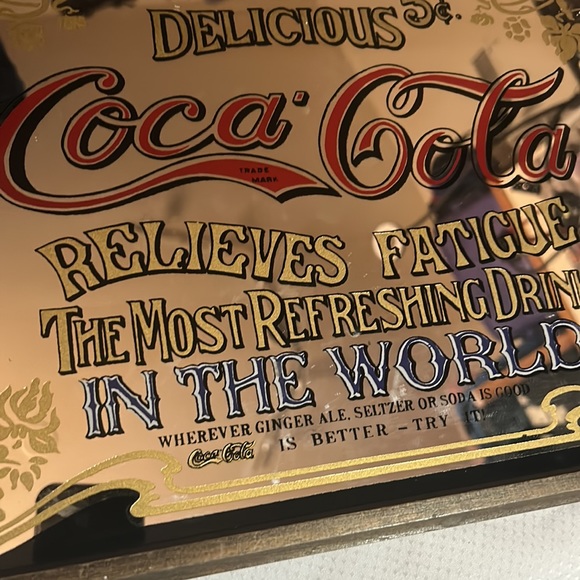 DELICIOUS 5¢.
Coca-Cola
TRADE
MARK
RELIEVES FATIGUE
THE MOST REFRESHING DRINK
IN THE WORLD
WHEREVER GINGER ALE, SELTZER OR SODA IS GOOD
Coca-Cola IS BETTER - TRY IT!